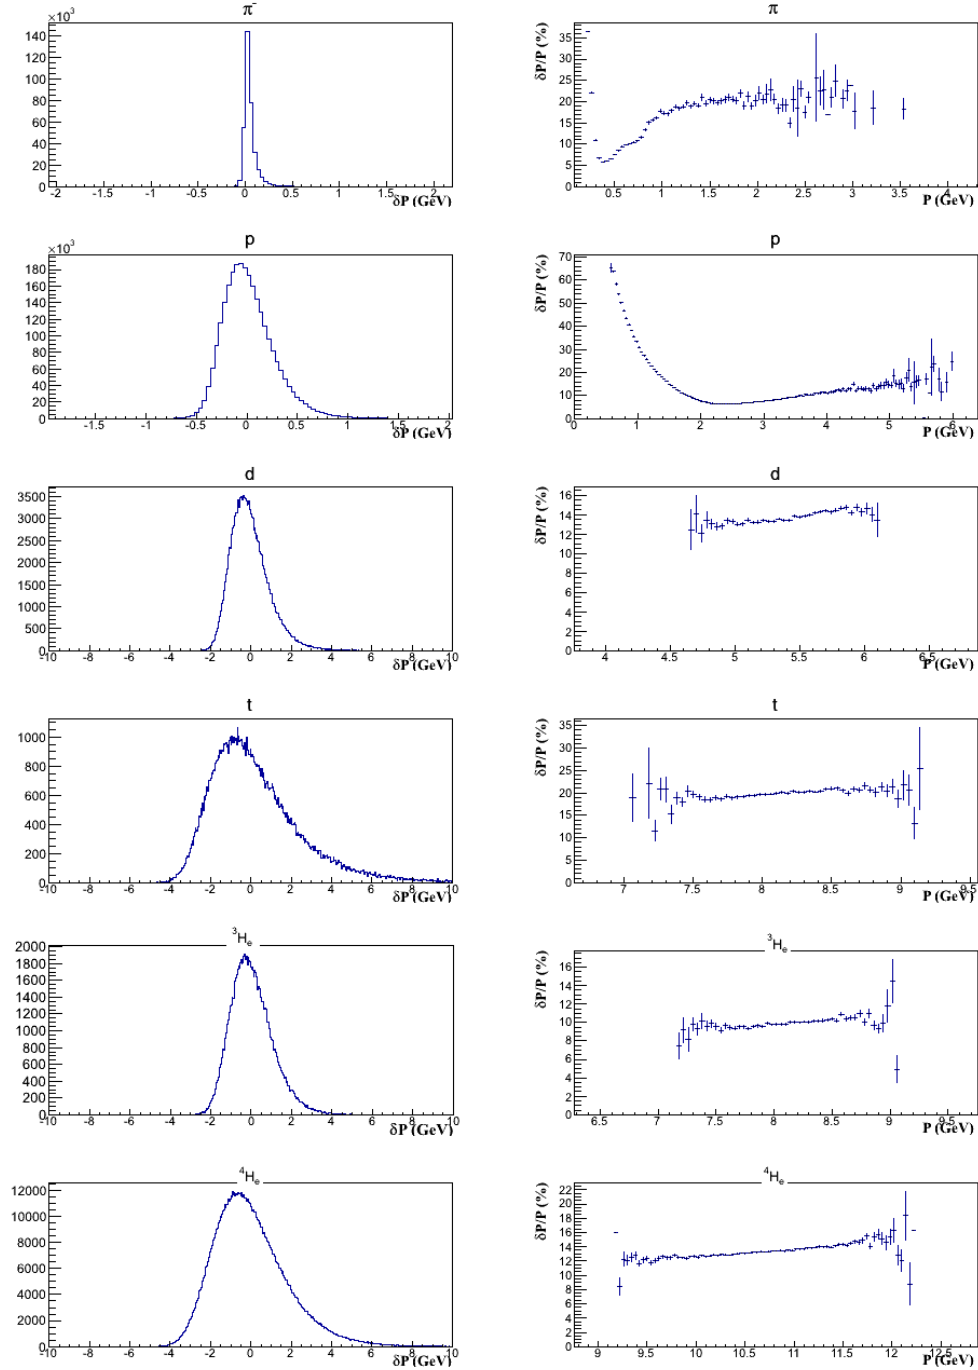 π⁻
×10³
140
120
100
80
60
40
20
0
-2 -1.5 -1 -0.5 0 0.5 1 1.5 2
δP (GeV)
π
δP/P (%)
35
30
25
20
15
10
5
0
0.5 1 1.5 2 2.5 3 3.5 4
P (GeV)
p
×10³
180
160
140
120
100
80
60
40
20
0
-1.5 -1 -0.5 0 0.5 1 1.5 2
δP (GeV)
p
δP/P (%)
70
60
50
40
30
20
10
0
0 1 2 3 4 5 6
P (GeV)
d
3500
3000
2500
2000
1500
1000
500
0
-10 -8 -6 -4 -2 0 2 4 6 8 10
δP (GeV)
d
δP/P (%)
16
14
12
10
8
6
4
2
0
4 4.5 5 5.5 6 6.5
P (GeV)
t
1000
800
600
400
200
0
-10 -8 -6 -4 -2 0 2 4 6 8 10
δP (GeV)
t
δP/P (%)
35
30
25
20
15
10
5
0
7 7.5 8 8.5 9 9.5
P (GeV)
³Hₑ
2000
1800
1600
1400
1200
1000
800
600
400
200
0
-10 -8 -6 -4 -2 0 2 4 6 8 10
δP (GeV)
³Hₑ
δP/P (%)
16
14
12
10
8
6
4
2
0
6.5 7 7.5 8 8.5 9 9.5
P (GeV)
⁴Hₑ
12000
10000
8000
6000
4000
2000
0
-10 -8 -6 -4 -2 0 2 4 6 8 10
δP (GeV)
⁴Hₑ
δP/P (%)
22
20
18
16
14
12
10
8
6
4
2
0
9 9.5 10 10.5 11 11.5 12 12.5
P (GeV)